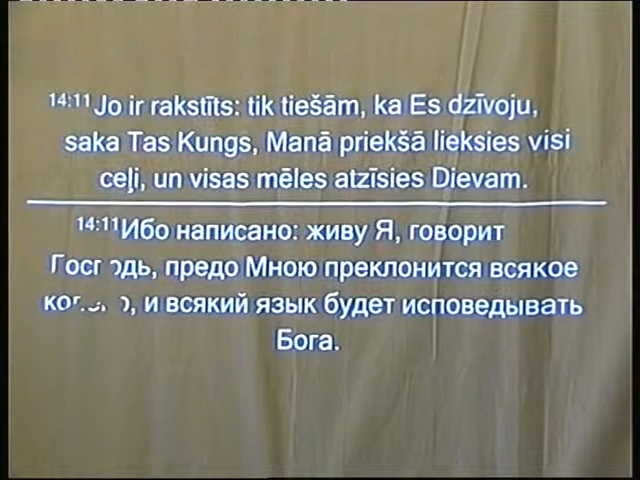 14:11 Jo ir rakstīts: tik tiešām, ka Es dzīvoju,
saka Tas Kungs, Manā priekšā lieksies visi
ceļi, un visas mēles atzīsies Dievam.
14:11 Ибо написано: живу Я, говорит
Господь, предо Мною преклонится всякое
и всякий язык будет исповедывать
Бога.